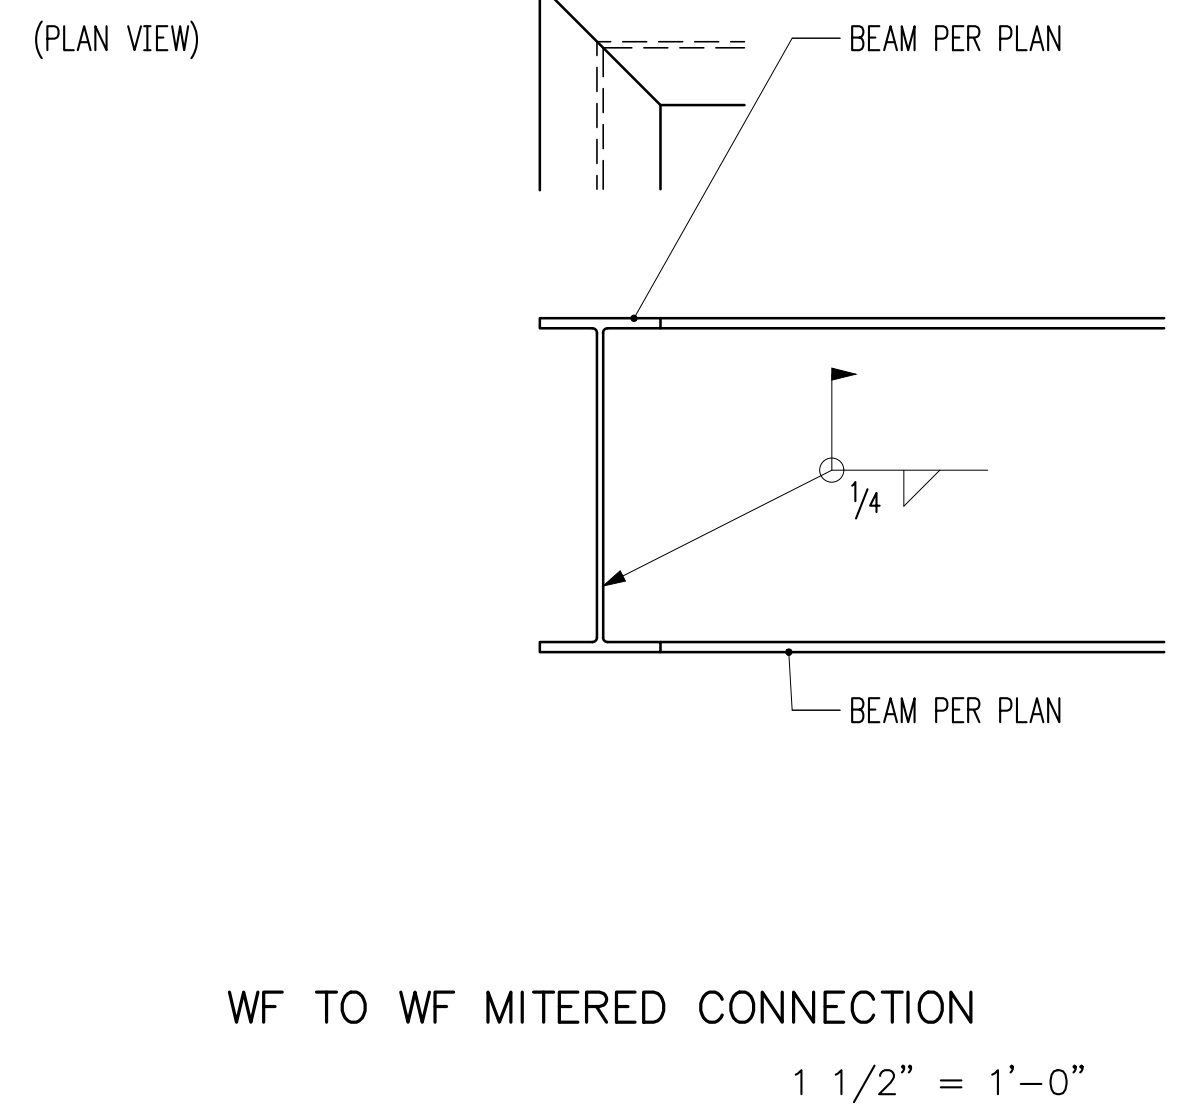 (PLAN VIEW)
BEAM PER PLAN
1/4
BEAM PER PLAN
WF TO WF MITERED CONNECTION
1 1/2” = 1’-0”